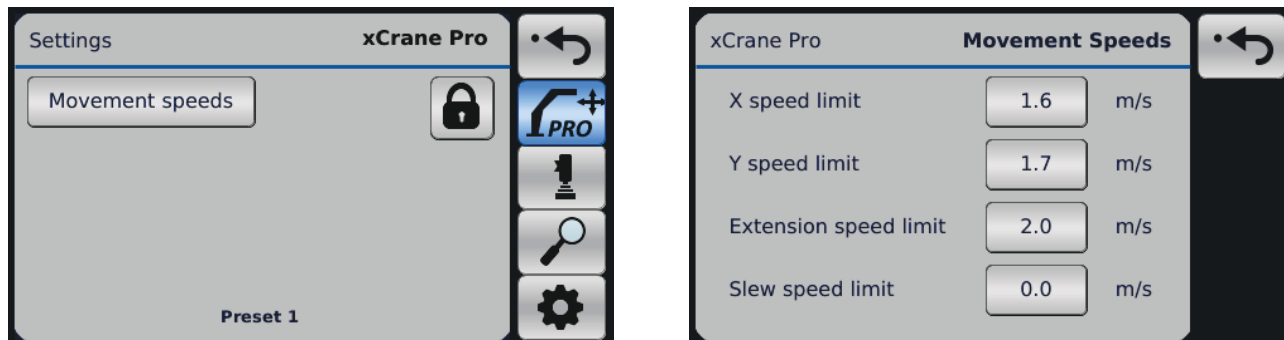 Settings xCrane Pro
Movement speeds
PRO
Preset 1
xCrane Pro Movement Speeds
X speed limit 1.6 m/s
Y speed limit 1.7 m/s
Extension speed limit 2.0 m/s
Slew speed limit 0.0 m/s